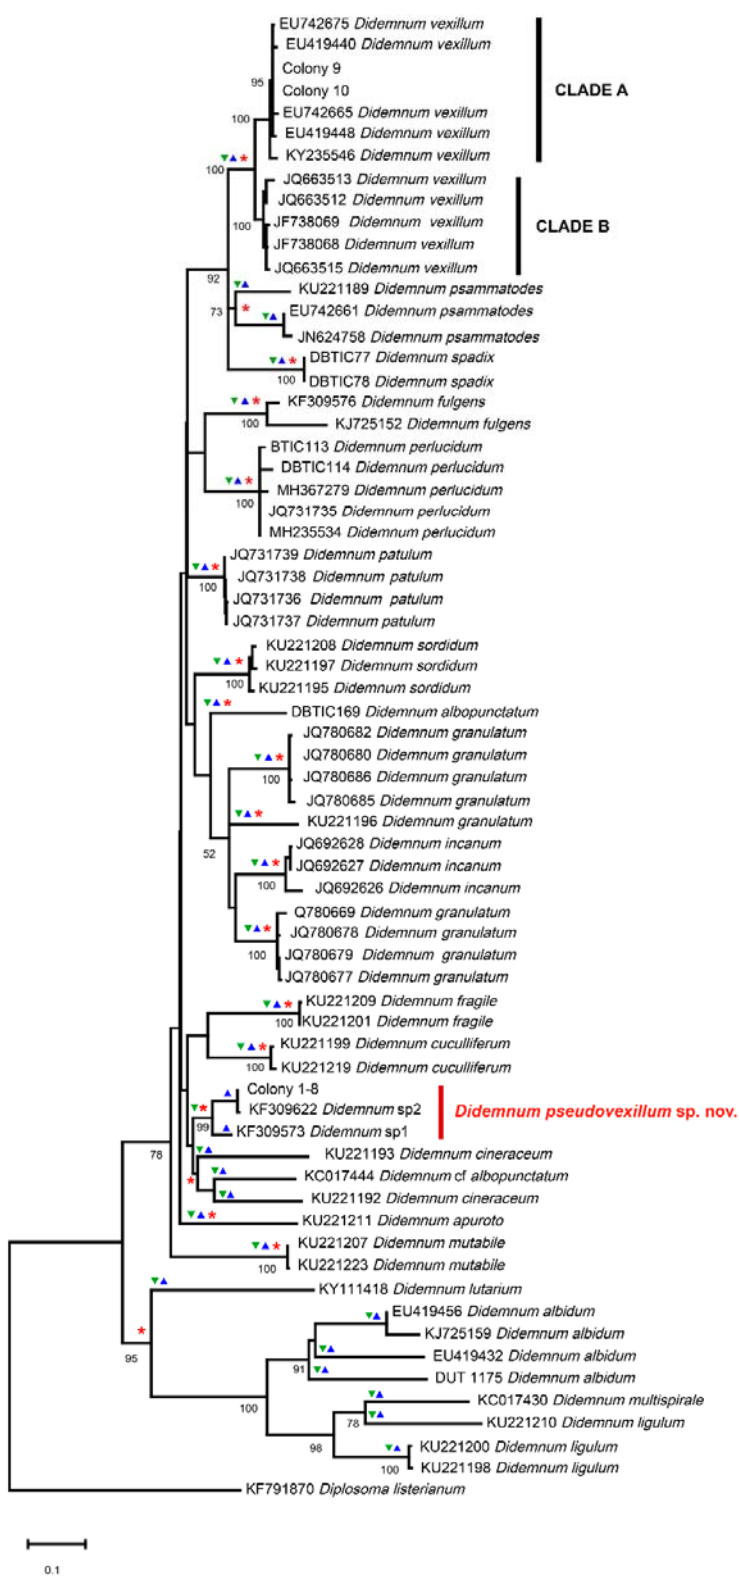 EU742675 Didemnum vexillum
EU419440 Didemnum vexillum
Colony 9
95
Colony 10
CLADE A
EU742665 Didemnum vexillum
100
EU419448 Didemnum vexillum
KY235546 Didemnum vexillum
100
JQ663513 Didemnum vexillum
JQ663512 Didemnum vexillum
JF738069 Didemnum vexillum
100
CLADE B
JF738068 Didemnum vexillum
JQ663515 Didemnum vexillum
92
KU221189 Didemnum psammatodes
73
EU742661 Didemnum psammatodes
JN624758 Didemnum psammatodes
DBTIC77 Didemnum spadix
100
DBTIC78 Didemnum spadix
KF309576 Didemnum fulgens
100
KJ725152 Didemnum fulgens
BTIC113 Didemnum perlucidum
DBTIC114 Didemnum perlucidum
MH367279 Didemnum perlucidum
100
JQ731735 Didemnum perlucidum
MH235534 Didemnum perlucidum
JQ731739 Didemnum patulum
JQ731738 Didemnum patulum
100
JQ731736 Didemnum patulum
JQ731737 Didemnum patulum
KU221208 Didemnum sordidum
KU221197 Didemnum sordidum
100
KU221195 Didemnum sordidum
DBTIC169 Didemnum albopunctatum
JQ780682 Didemnum granulatum
JQ780680 Didemnum granulatum
100
JQ780686 Didemnum granulatum
JQ780685 Didemnum granulatum
KU221196 Didemnum granulatum
52
JQ692628 Didemnum incanum
JQ692627 Didemnum incanum
100
JQ692626 Didemnum incanum
Q780669 Didemnum granulatum
JQ780678 Didemnum granulatum
100
JQ780679 Didemnum granulatum
JQ780677 Didemnum granulatum
KU221209 Didemnum fragile
100
KU221201 Didemnum fragile
KU221199 Didemnum cuculliferum
100
KU221219 Didemnum cuculliferum
Colony 1-8
KF309622 Didemnum sp2
Didemnum pseudovexillum sp. nov.
99
KF309573 Didemnum sp1
78
KU221193 Didemnum cineraceum
KC017444 Didemnum cf albopunctatum
KU221192 Didemnum cineraceum
KU221211 Didemnum apuroto
KU221207 Didemnum mutabile
100
KU221223 Didemnum mutabile
KY111418 Didemnum lutarium
EU419456 Didemnum albidum
KJ725159 Didemnum albidum
95
EU419432 Didemnum albidum
91
DUT 1175 Didemnum albidum
100
KC017430 Didemnum multispirale
78
KU221210 Didemnum ligulum
98
KU221200 Didemnum ligulum
100
KU221198 Didemnum ligulum
KF791870 Diplosoma listerianum
0.1